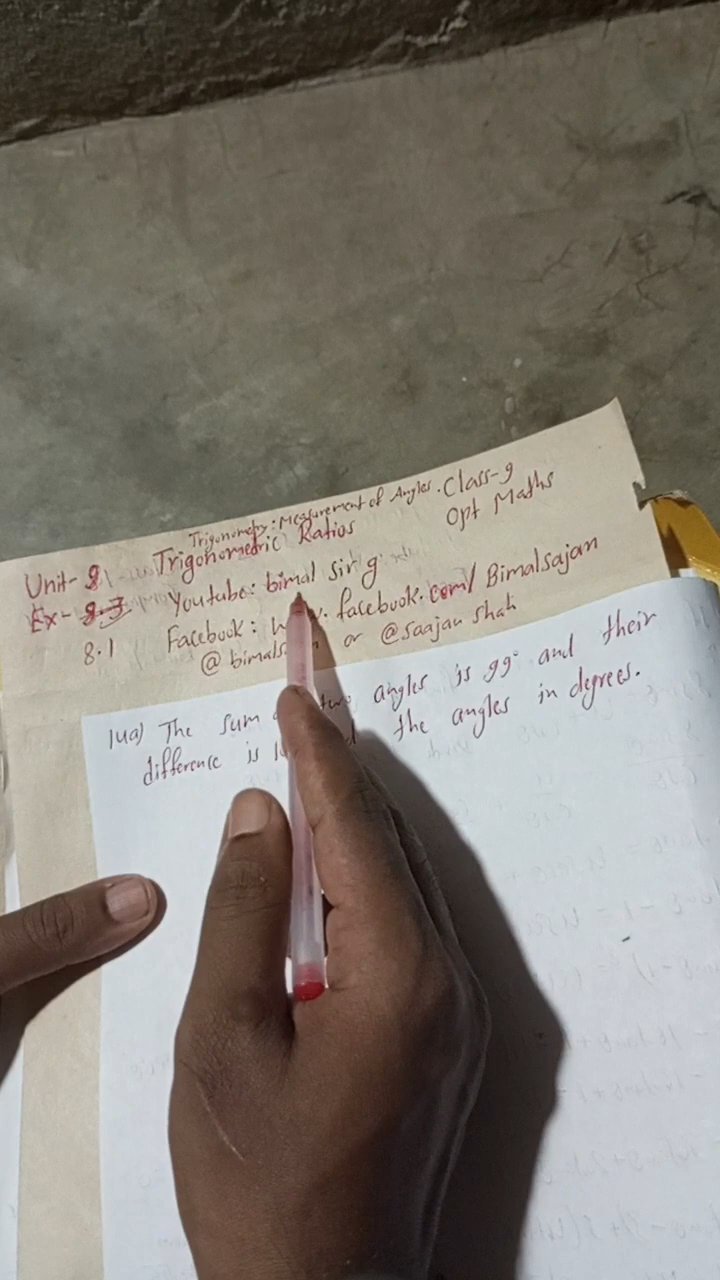 Trigonometry: Measurement of Angles. Class-9
Unit-8 Trigonometric Ratios Opt Maths
Ex- 8.3 Youtube: bimal sir g
8.1 Facebook: facebook.com/Bimalsajan
@ or @saajan shah
14a) The sum two angles is 99° and their
difference is the angles in degrees.